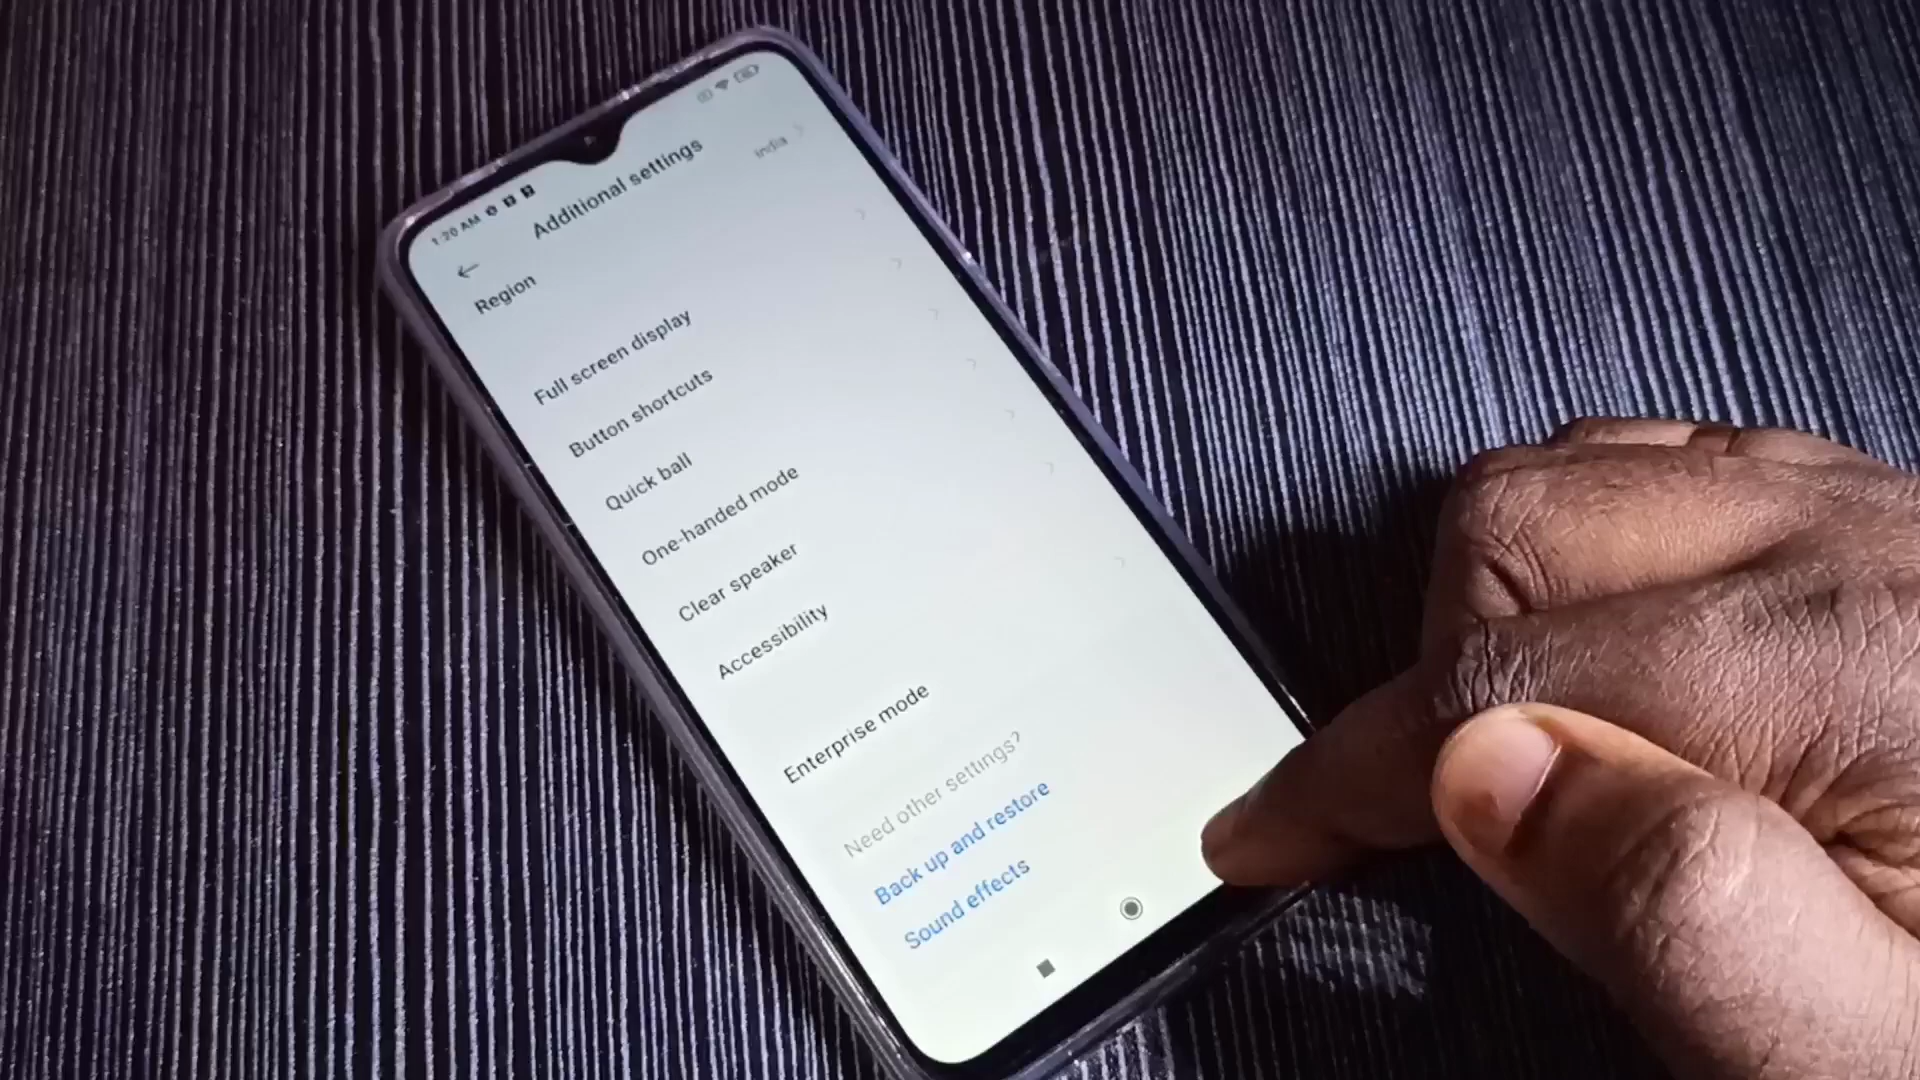 1:20 AM
Additional settings
Region
India
Full screen display
Button shortcuts
Quick ball
One-handed mode
Clear speaker
Accessibility
Enterprise mode
Need other settings?
Back up and restore
Sound effects